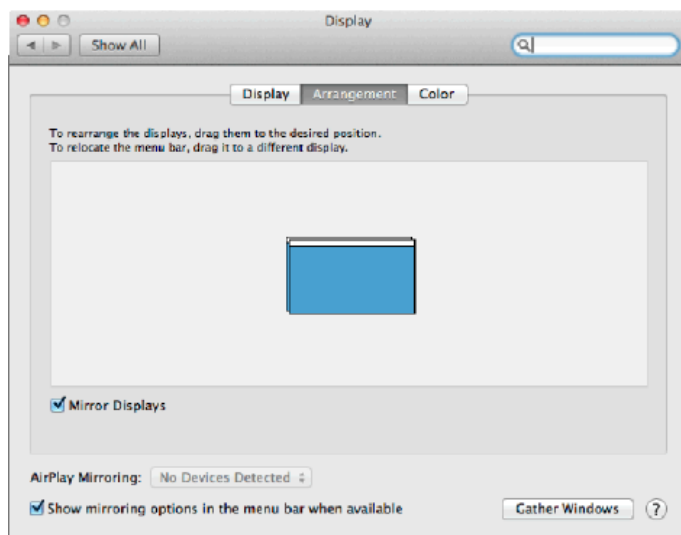 Display
Show All
Display Arrangement Color
To rearrange the displays, drag them to the desired position.
To relocate the menu bar, drag it to a different display.
Mirror Displays
AirPlay Mirroring: No Devices Detected
Show mirroring options in the menu bar when available
Gather Windows ?